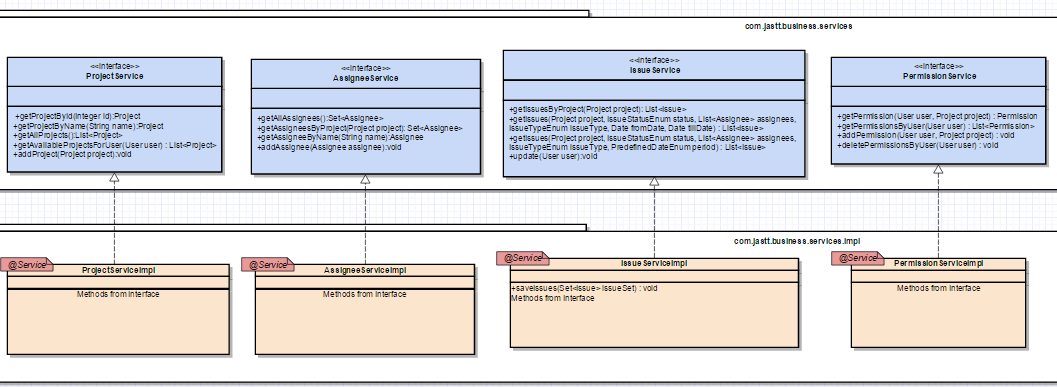 com.jastt.business.services
<<Interface>>
ProjectService
+getProjectById(Integer id):Project
+getProjectByName(String name):Project
+getAllProjects():List<Project>
+getAvailableProjectsForUser(User user) : List<Project>
+addProject(Project project):void
<<Interface>>
AssigneeService
+getAllAssignees():Set<Assignee>
+getAssigneesByProject(Project project): Set<Assignee>
+getAssigneeByName(String name):Assignee
+addAssignee(Assignee assignee):void
<<Interface>>
IssueService
+getIssuesByProject(Project project): List<Issue>
+getIssues(Project project, IssueStatusEnum status, List<Assignee> assignees,
IssueTypeEnum issueType, Date fromDate, Date tillDate) : List<Issue>
+getIssues(Project project, IssueStatusEnum status, List<Assignee> assignees,
IssueTypeEnum issueType, PredefinedDateEnum period) : List<Issue>
+update(User user):void
<<Interface>>
PermissionService
+getPermission(User user, Project project) : Permission
+getPermissionsByUser(User user) : List<Permission>
+addPermission(User user, Project project) : void
+deletePermissionsByUser(User user) : void
com.jastt.business.services.impl
@Service
ProjectServiceImpl
Methods from interface
@Service
AssigneeServiceImpl
Methods from interface
@Service
IssueServiceImpl
+saveIssues(Set<Issue> issueSet) : void
Methods from interface
@Service
PermissionServiceImpl
Methods from interface